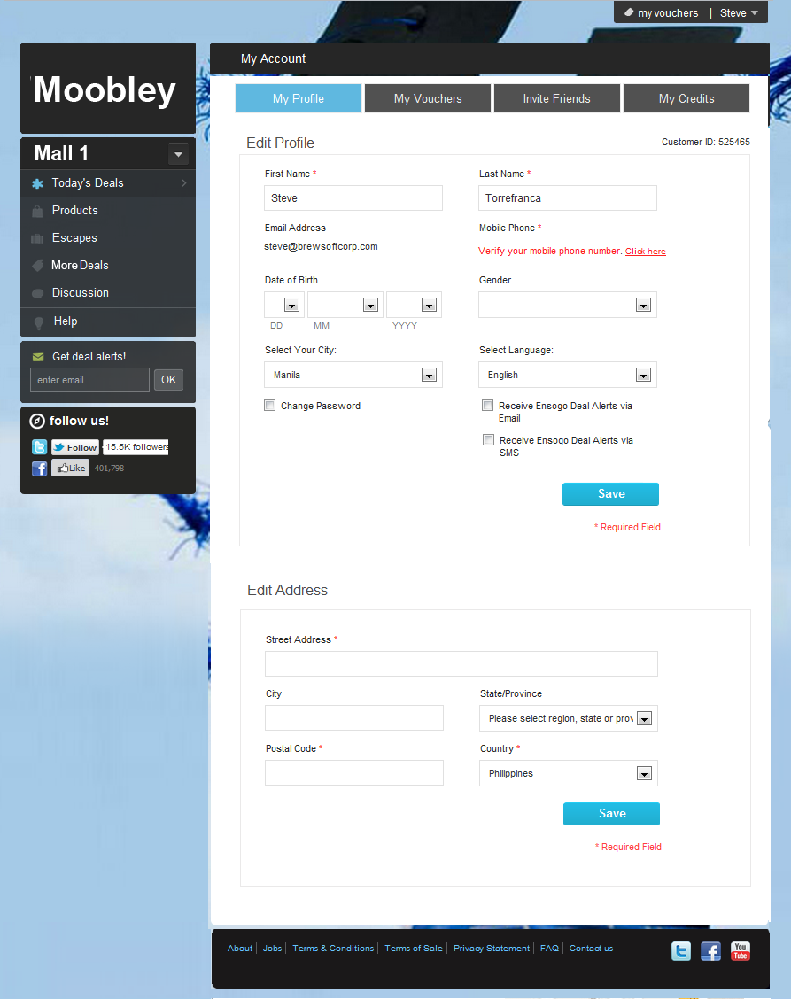 my vouchers | Steve
Moobley
My Account
My Profile My Vouchers Invite Friends My Credits
Mall 1
Today's Deals
Products
Escapes
More Deals
Discussion
Help
Get deal alerts!
enter email OK
follow us!
Follow 15.5K followers
Like 401,798
Edit Profile Customer ID: 525465
First Name * Last Name *
Steve Torrefranca
Email Address Mobile Phone *
steve@brewsoftcorp.com Verify your mobile phone number. Click here
Date of Birth Gender
DD MM YYYY
Select Your City: Select Language:
Manila English
Change Password Receive Ensogo Deal Alerts via
Email
Receive Ensogo Deal Alerts via
SMS
Save
* Required Field
Edit Address
Street Address *
City State/Province
Please select region, state or prov
Postal Code * Country *
Philippines
Save
* Required Field
About | Jobs | Terms & Conditions | Terms of Sale | Privacy Statement | FAQ | Contact us
You
Tube